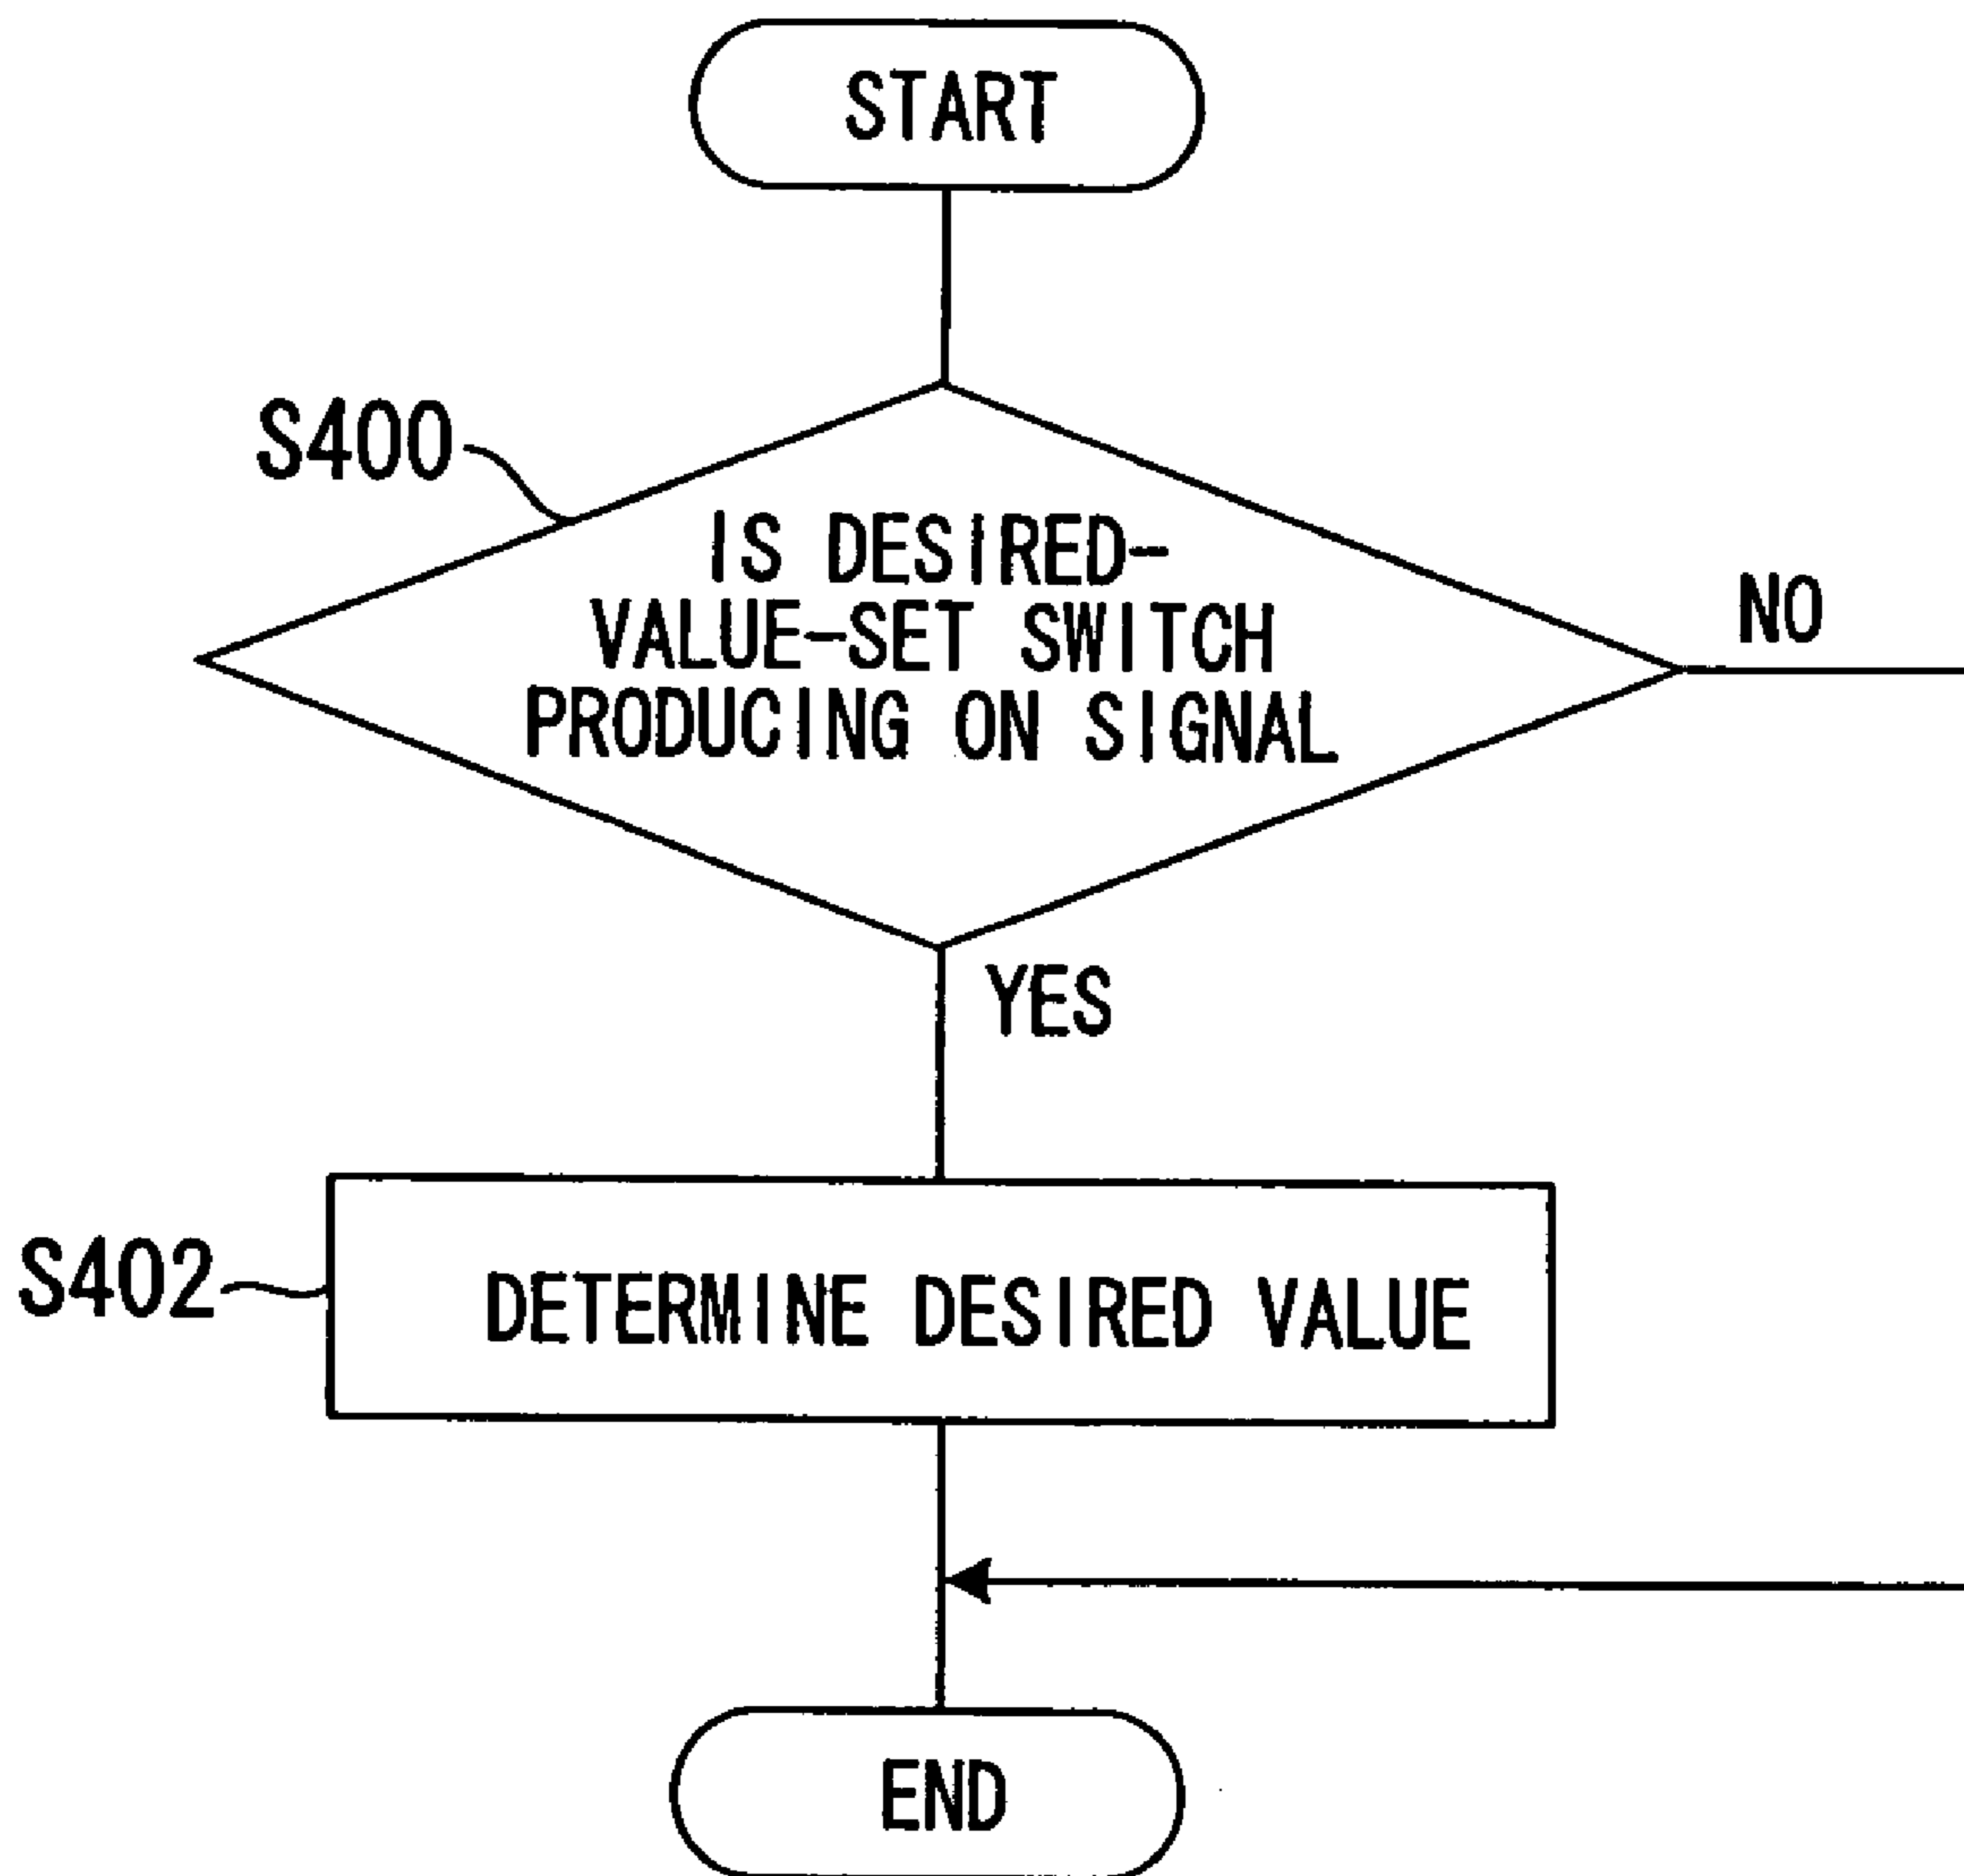 START
S400
IS DESIRED-
VALUE-SET SWITCH
PRODUCING ON SIGNAL
NO
YES
S402
DETERMINE DESIRED VALUE
END